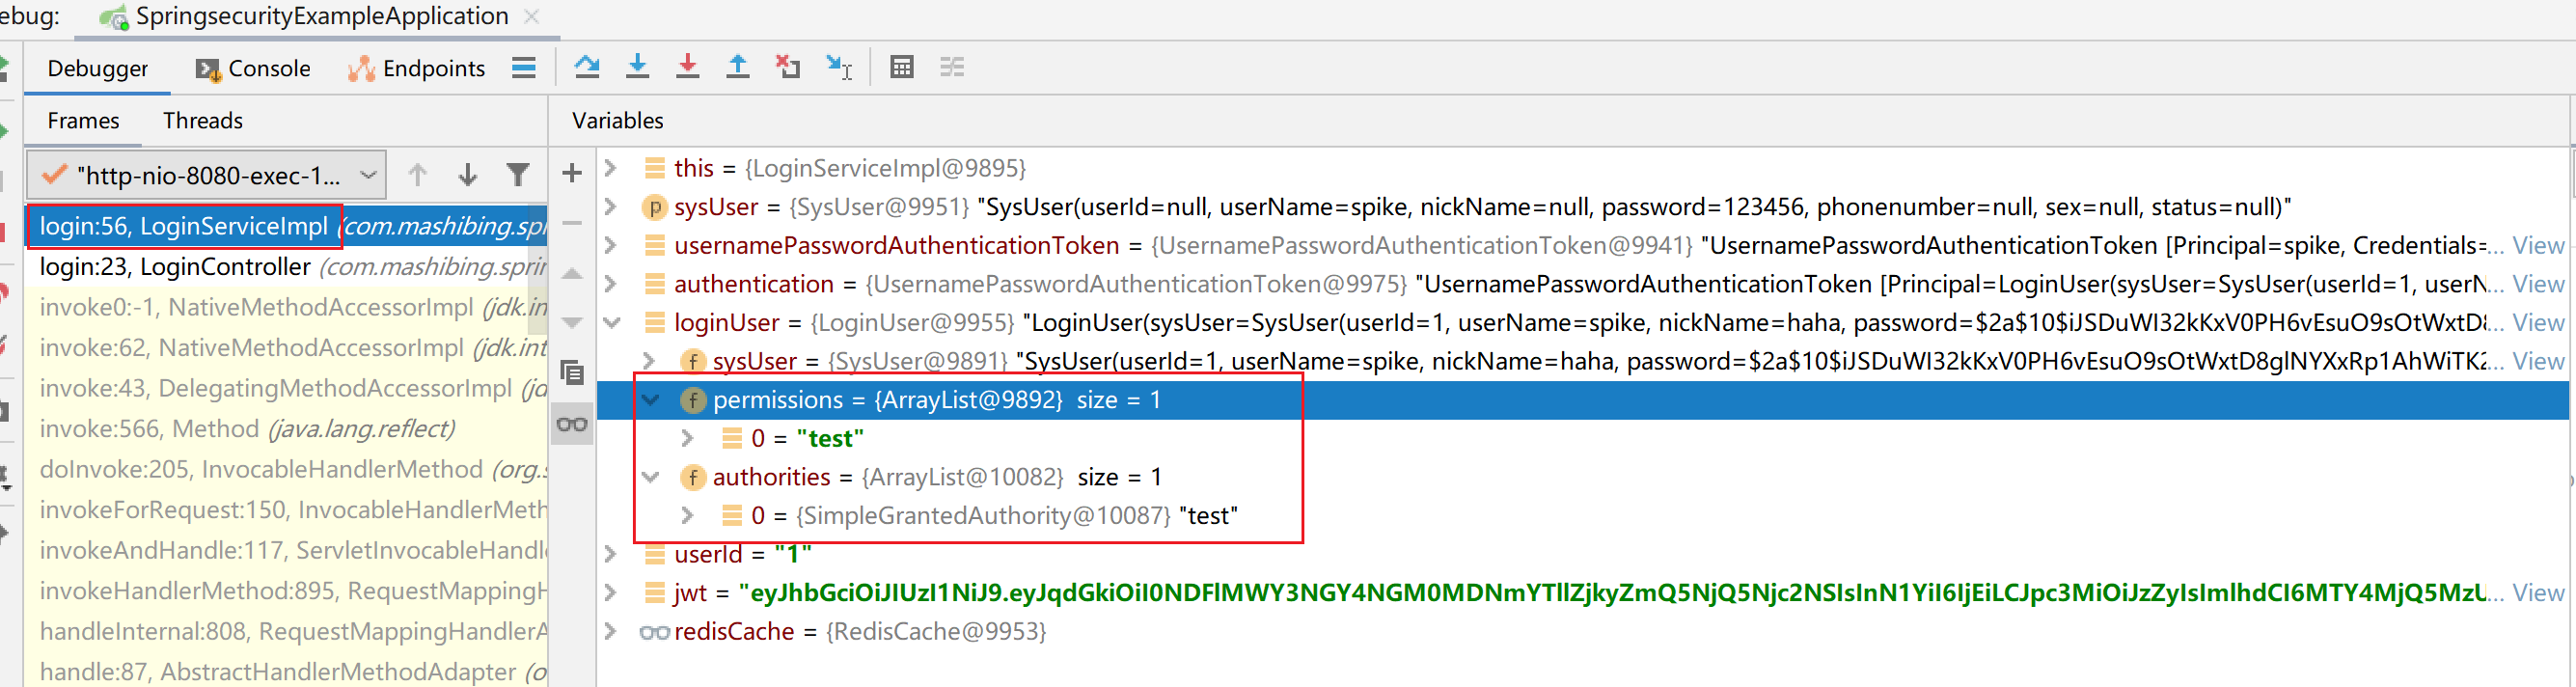 ebug: SpringsecurityExampleApplication
Debugger Console Endpoints
Frames Threads
"http-nio-8080-exec-1...
login:56, LoginServiceImpl (com.mashibing.spr
login:23, LoginController (com.mashibing.sprin
invoke0:-1, NativeMethodAccessorImpl (jdk.in
invoke:62, NativeMethodAccessorImpl (jdk.int
invoke:43, DelegatingMethodAccessorImpl (jd
invoke:566, Method (java.lang.reflect)
doInvoke:205, InvocableHandlerMethod (org.s
invokeForRequest:150, InvocableHandlerMeth
invokeAndHandle:117, ServletInvocableHandl
invokeHandlerMethod:895, RequestMappingH
handleInternal:808, RequestMappingHandlerA
handle:87, AbstractHandlerMethodAdapter (o
Variables
this = {LoginServiceImpl@9895}
p sysUser = {SysUser@9951} "SysUser(userId=null, userName=spike, nickName=null, password=123456, phonenumber=null, sex=null, status=null)"
usernamePasswordAuthenticationToken = {UsernamePasswordAuthenticationToken@9941} "UsernamePasswordAuthenticationToken [Principal=spike, Credentials=... View
authentication = {UsernamePasswordAuthenticationToken@9975} "UsernamePasswordAuthenticationToken [Principal=LoginUser(sysUser=SysUser(userId=1, userN... View
loginUser = {LoginUser@9955} "LoginUser(sysUser=SysUser(userId=1, userName=spike, nickName=haha, password=$2a$10$iJSDuWI32kKxV0PH6vEsuO9sOtWxtD8... View
f sysUser = {SysUser@9891} "SysUser(userId=1, userName=spike, nickName=haha, password=$2a$10$iJSDuWI32kKxV0PH6vEsuO9sOtWxtD8glNYXxRp1AhWiTK2... View
f permissions = {ArrayList@9892} size = 1
0 = "test"
f authorities = {ArrayList@10082} size = 1
0 = {SimpleGrantedAuthority@10087} "test"
userId = "1"
jwt = "eyJhbGciOiJIUzI1NiJ9.eyJqdGkiOiI0NDFlMWY3NGY4NGM0MDNmYTllZjkyZmQ5NjQ5Njc2NSIsInN1YiI6IjEiLCJpc3MiOiJzZyIsImlhdCI6MTY4MjQ5MzU... View
redisCache = {RedisCache@9953}